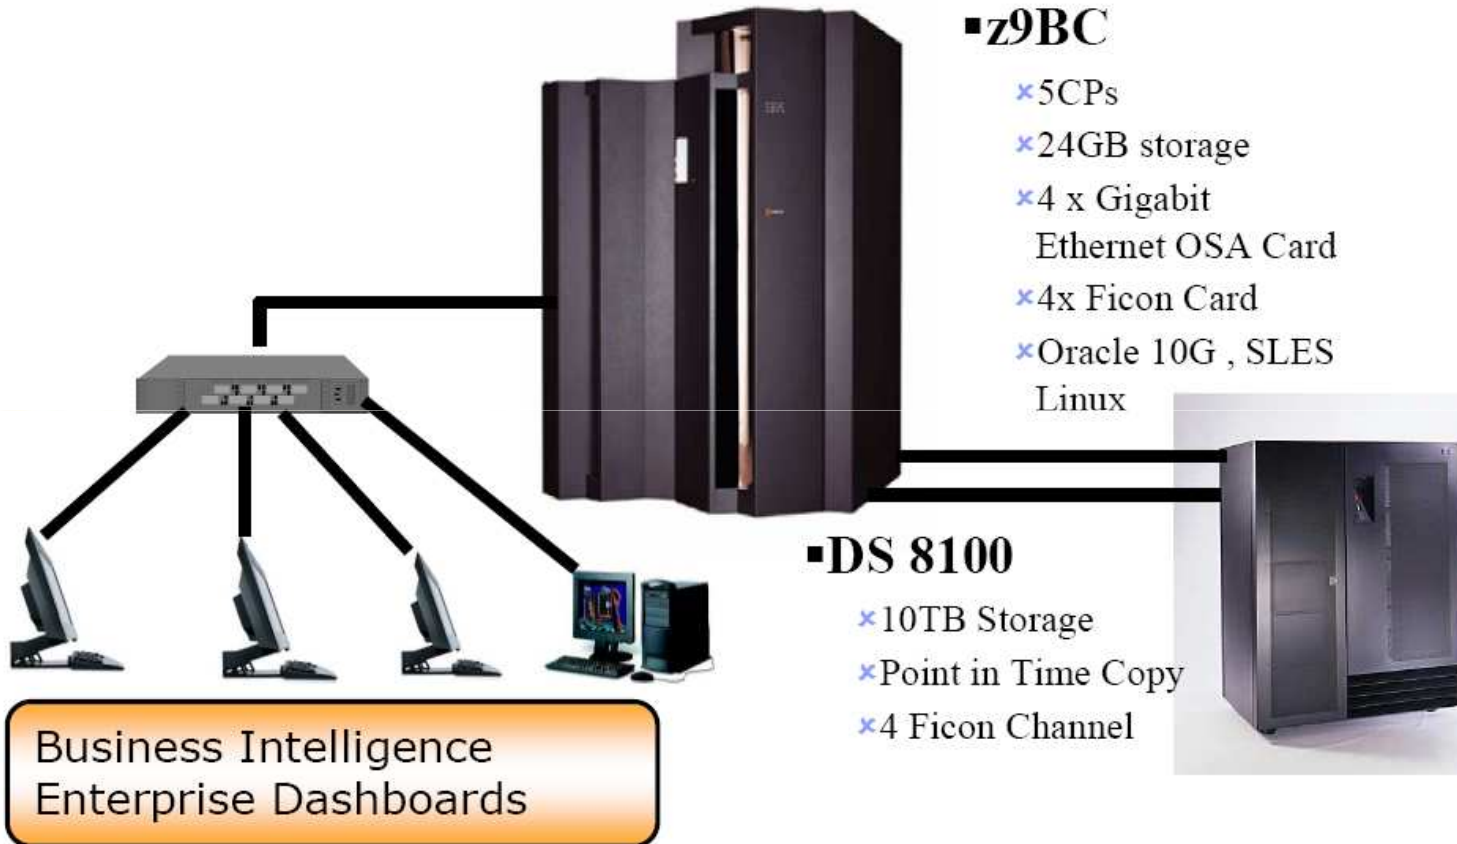 ▪z9BC
×5CPs
×24GB storage
×4 x Gigabit
Ethernet OSA Card
×4x Ficon Card
×Oracle 10G , SLES
Linux
IBM
▪DS 8100
×10TB Storage
×Point in Time Copy
×4 Ficon Channel
Business Intelligence
Enterprise Dashboards